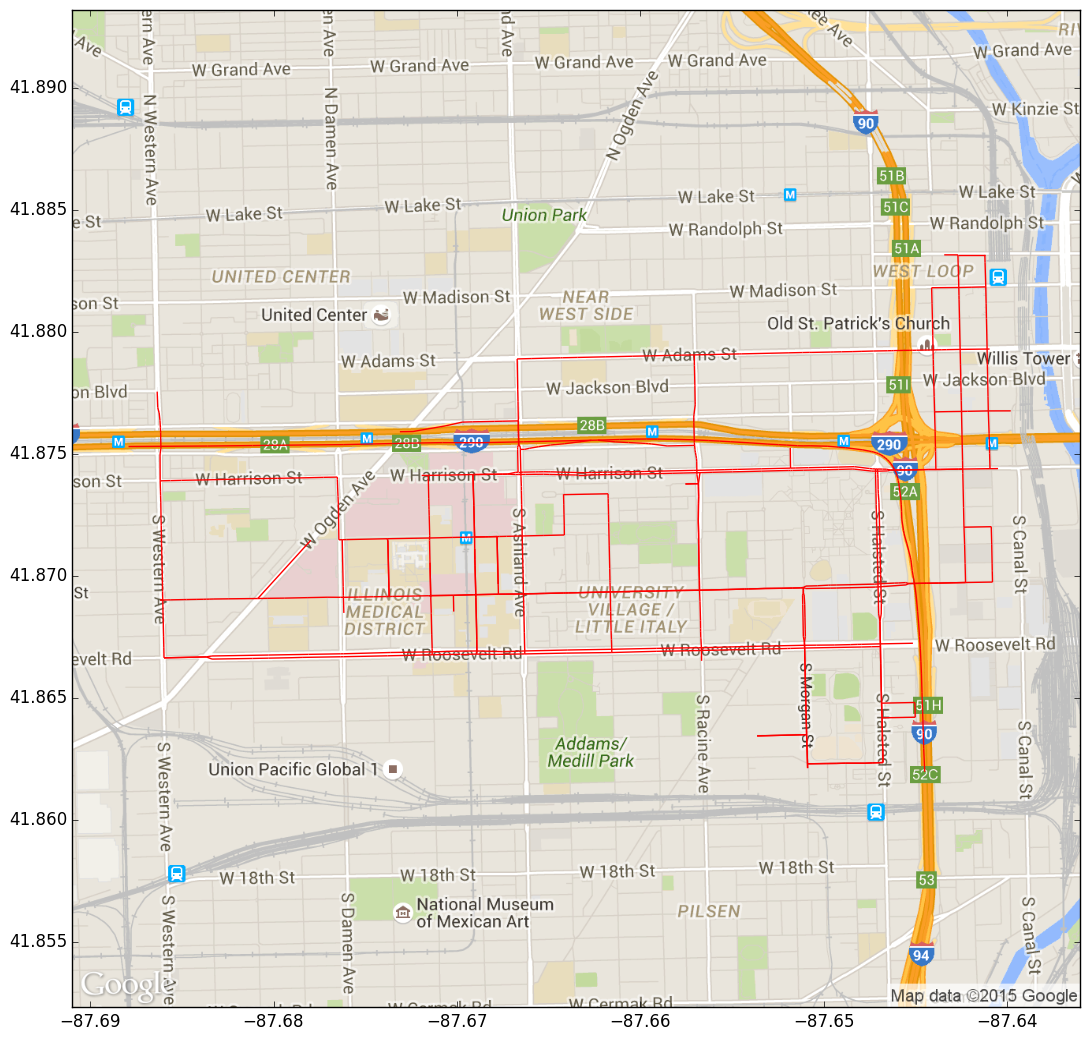 41.890
41.885
41.880
41.875
41.870
41.865
41.860
41.855
−87.69
−87.68
−87.67
−87.66
−87.65
−87.64
Ave
N Western Ave
N Damen Ave
W Grand Ave
W Grand Ave
W Grand Ave
W Grand Ave
W Grand Ave
N Ogden Ave
W Kinzie St
90
51B
51C
51A
W Lake St
W Lake St
W Lake St
W Lake St
Union Park
W Randolph St
W Randolph St
UNITED CENTER
WEST LOOP
W Madison St
W Madison St
NEAR
WEST SIDE
United Center
Old St. Patrick's Church
W Adams St
W Adams St
Willis Tower
W Jackson Blvd
W Jackson Blvd
51I
28A
28B
28B
290
290
90
52A
W Harrison St
W Harrison St
W Harrison St
W Ogden Ave
S Western Ave
S Ashland Ave
S Halsted St
S Canal St
ILLINOIS
MEDICAL
DISTRICT
UNIVERSITY
VILLAGE /
LITTLE ITALY
W Roosevelt Rd
W Roosevelt Rd
W Roosevelt Rd
S Morgan St
S Racine Ave
S Halsted St
51H
90
52C
Addams/
Medill Park
S Western Ave
S Canal St
Union Pacific Global 1
W 18th St
W 18th St
W 18th St
W 18th St
53
National Museum
of Mexican Art
PILSEN
S Western Ave
S Damen Ave
S Canal St
94
W Cermak Rd
W Cermak Rd
Google
Map data ©2015 Google